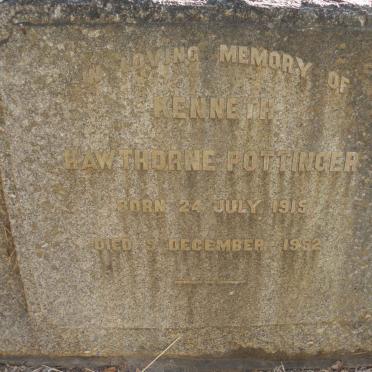 IN LOVING MEMORY OF
KENNETH
HAWTHORNE POTTINGER
BORN 24 JULY 1915
DIED 5 DECEMBER 1952